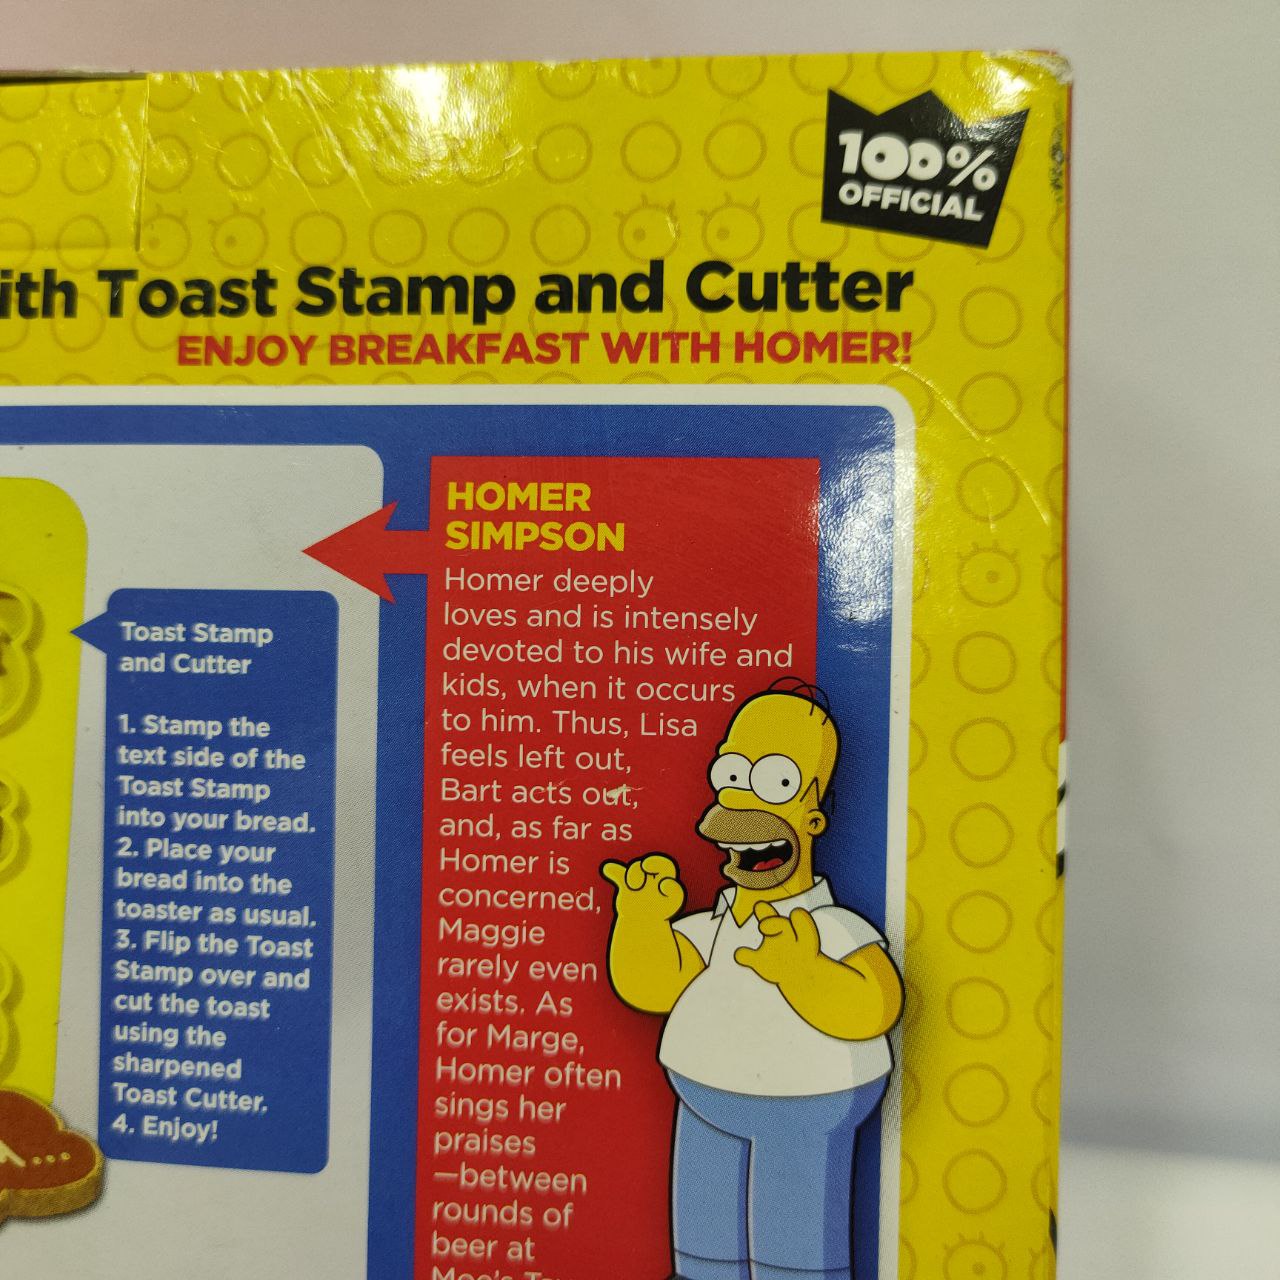 100%
OFFICIAL
ith Toast Stamp and Cutter
ENJOY BREAKFAST WITH HOMER!
HOMER
SIMPSON
Homer deeply
loves and is intensely
devoted to his wife and
kids, when it occurs
to him. Thus, Lisa
feels left out,
Bart acts out,
and, as far as
Homer is
concerned,
Maggie
rarely even
exists. As
for Marge,
Homer often
sings her
praises
—between
rounds of
beer at
Moe's
Toast Stamp
and Cutter
1. Stamp the
text side of the
Toast Stamp
into your bread.
2. Place your
bread into the
toaster as usual.
3. Flip the Toast
Stamp over and
cut the toast
using the
sharpened
Toast Cutter.
4. Enjoy!